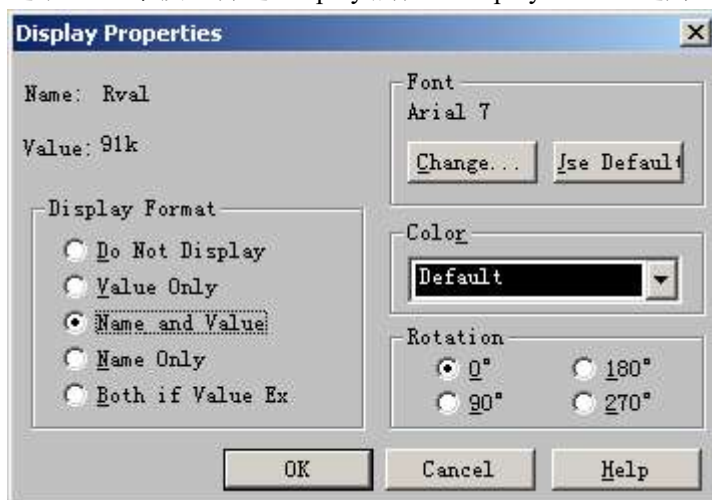 Display Properties
Name: Rval
Value: 91k
Font
Arial 7
Change...
Use Default
Display Format
Do Not Display
Value Only
Name and Value
Name Only
Both if Value Ex
Color
Default
Rotation
0° 180°
90° 270°
OK Cancel Help